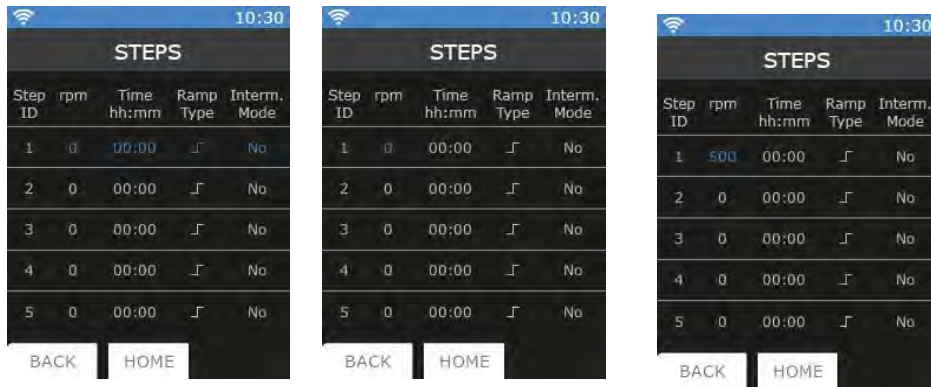 10:30
STEPS
Step ID rpm Time hh:mm Ramp Type Interm. Mode
1 0 00:00 No
2 0 00:00 No
3 0 00:00 No
4 0 00:00 No
5 0 00:00 No
BACK HOME
10:30
STEPS
Step ID rpm Time hh:mm Ramp Type Interm. Mode
1 0 00:00 No
2 0 00:00 No
3 0 00:00 No
4 0 00:00 No
5 0 00:00 No
BACK HOME
10:30
STEPS
Step ID rpm Time hh:mm Ramp Type Interm. Mode
1 500 00:00 No
2 0 00:00 No
3 0 00:00 No
4 0 00:00 No
5 0 00:00 No
BACK HOME